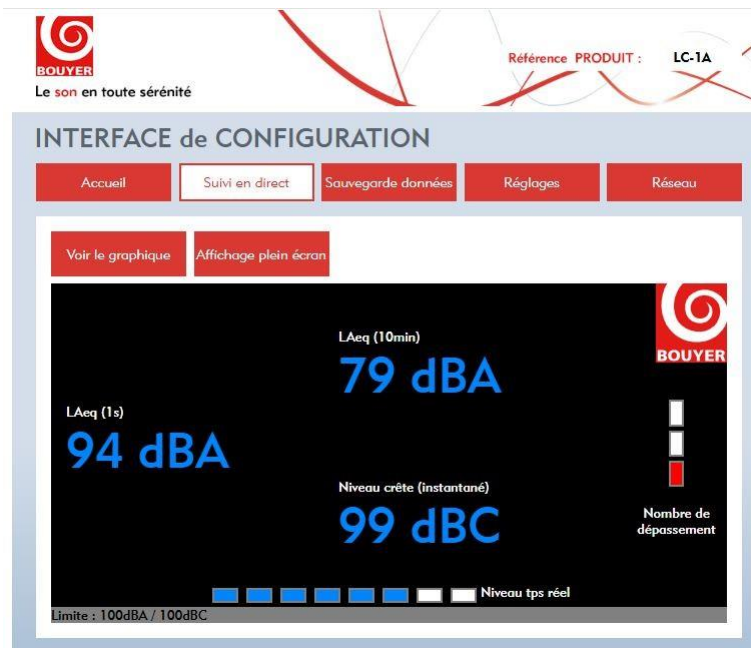 BOUYER
Le son en toute sérénité
Référence PRODUIT : LC-1A
INTERFACE de CONFIGURATION
Accueil
Suivi en direct
Sauvegarde données
Réglages
Réseau
Voir le graphique
Affichage plein écran
BOUYER
LAeq (10min)
79 dBA
LAeq (1s)
94 dBA
Niveau crête (instantané)
99 dBC
Nombre de
dépassement
Niveau tps réel
Limite : 100dBA / 100dBC